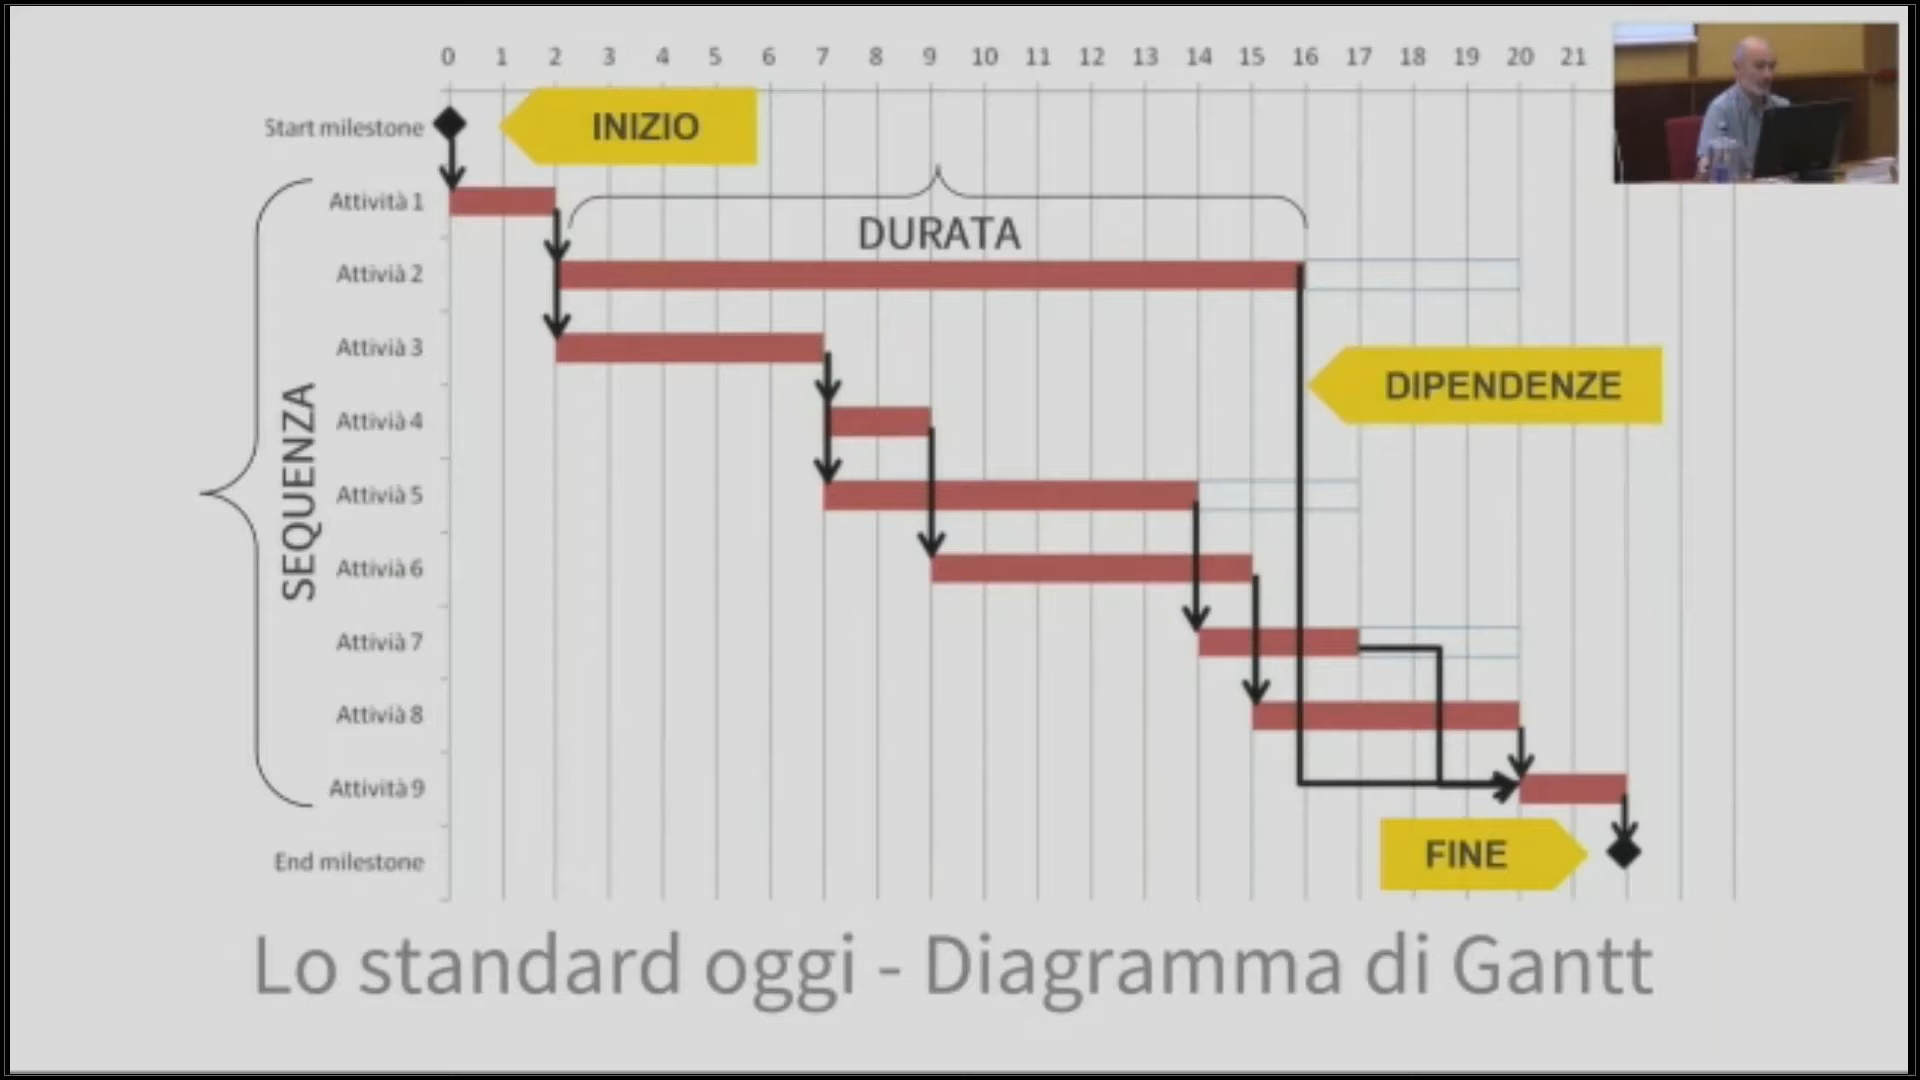 0 1 2 3 4 5 6 7 8 9 10 11 12 13 14 15 16 17 18 19 20 21
Start milestone
INIZIO
Attività 1
DURATA
Attivià 2
Attivià 3
DIPENDENZE
SEQUENZA
Attivià 4
Attivià 5
Attivià 6
Attivià 7
Attivià 8
Attività 9
FINE
End milestone
Lo standard oggi - Diagramma di Gantt